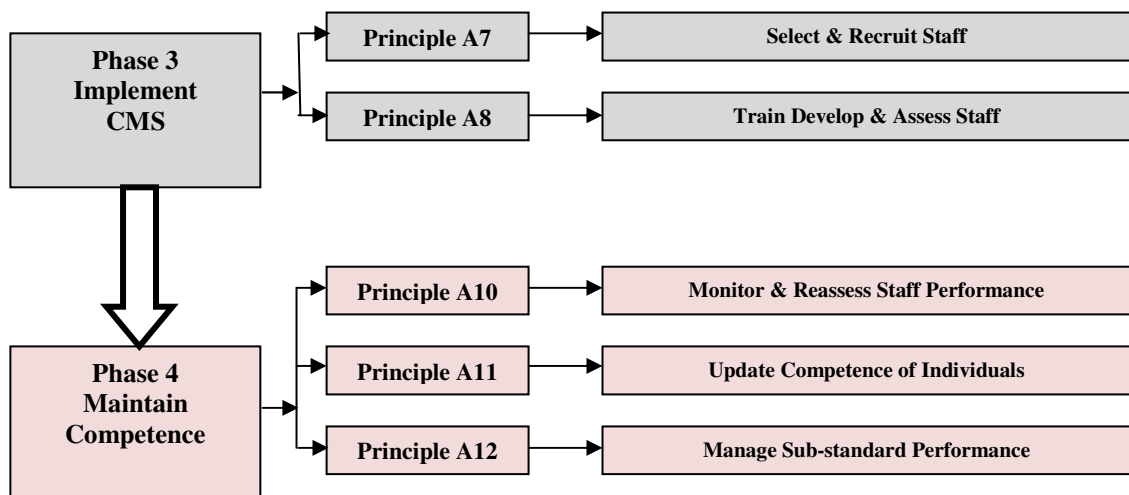 Phase 3
Implement
CMS
Principle A7
Select & Recruit Staff
Principle A8
Train Develop & Assess Staff
Phase 4
Maintain
Competence
Principle A10
Monitor & Reassess Staff Performance
Principle A11
Update Competence of Individuals
Principle A12
Manage Sub-standard Performance